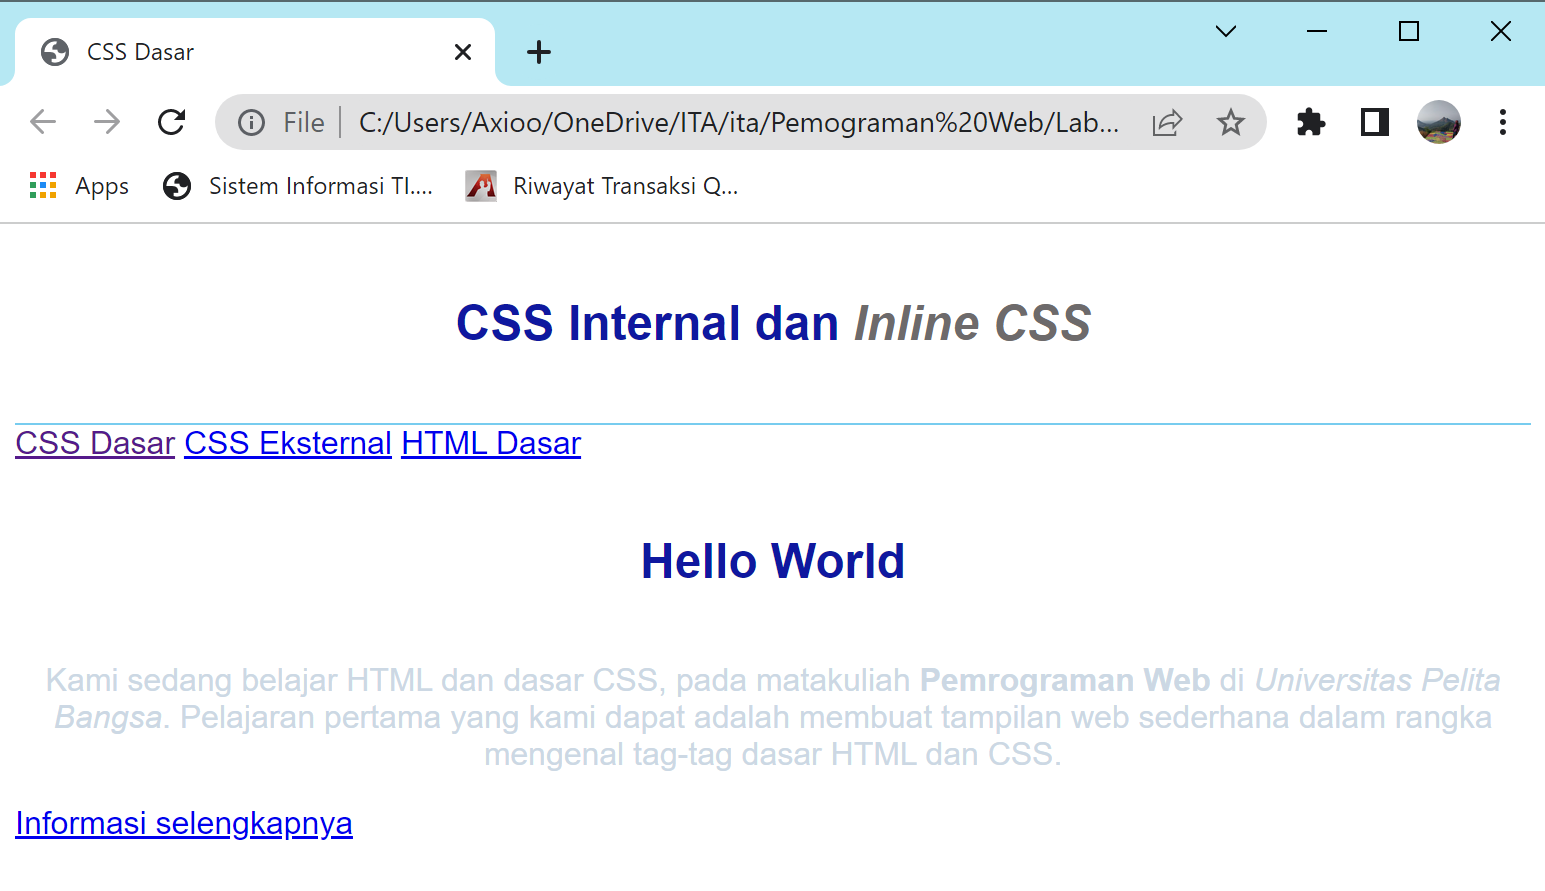 CSS Dasar
File C:/Users/Axioo/OneDrive/ITA/ita/Pemograman%20Web/Lab...
Apps Sistem Informasi TI.... Riwayat Transaksi Q...
CSS Internal dan Inline CSS
CSS Dasar CSS Eksternal HTML Dasar
Hello World
Kami sedang belajar HTML dan dasar CSS, pada matakuliah Pemrograman Web di Universitas Pelita
Bangsa. Pelajaran pertama yang kami dapat adalah membuat tampilan web sederhana dalam rangka
mengenal tag-tag dasar HTML dan CSS.
Informasi selengkapnya